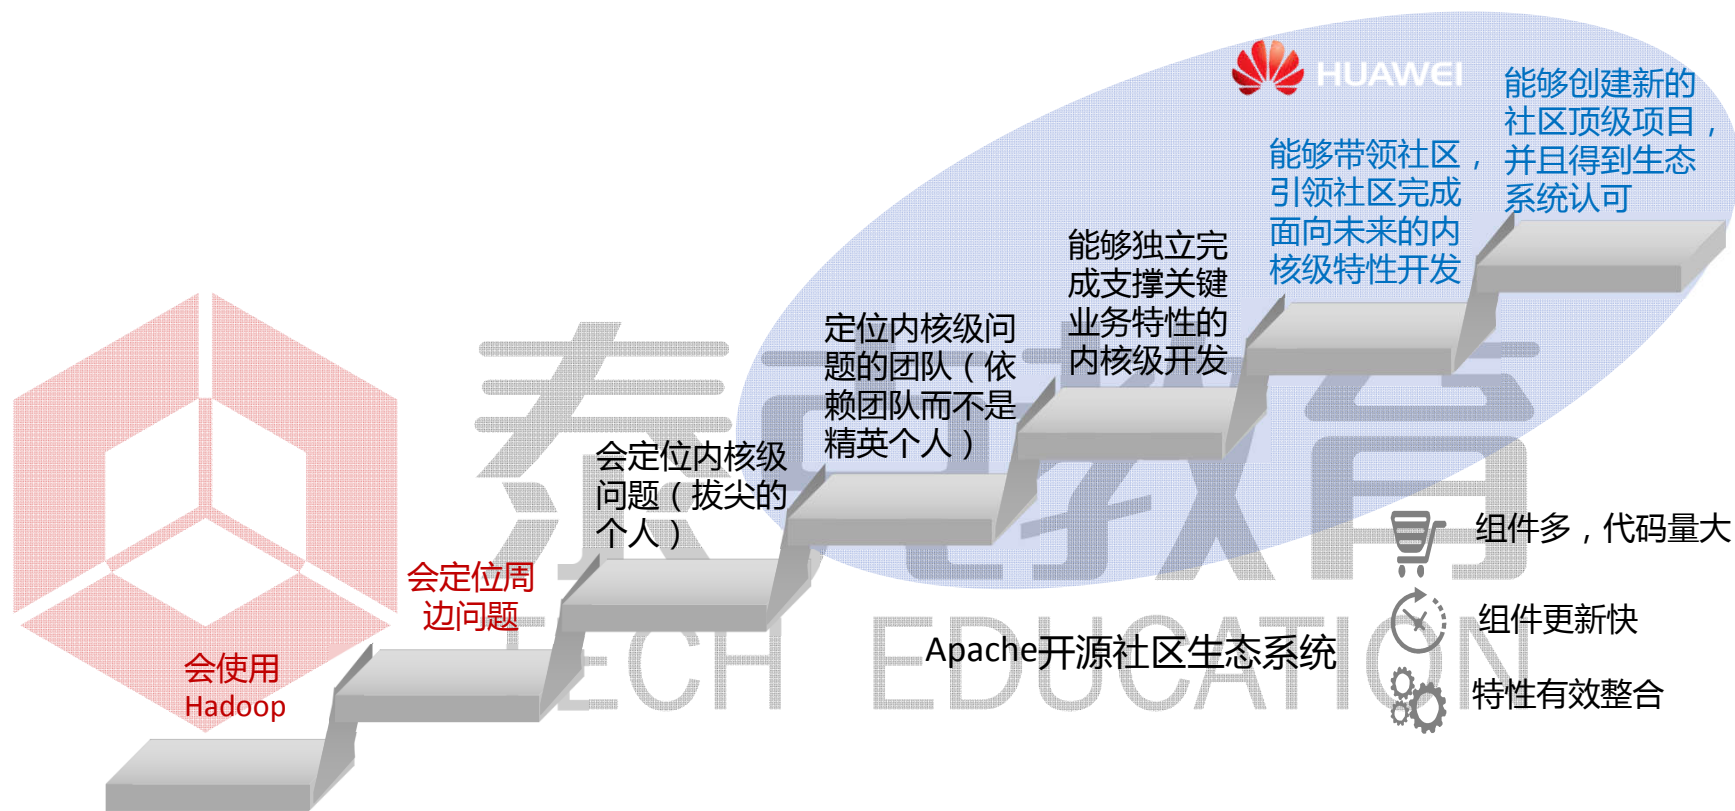 HUAWEI
能够创建新的
社区顶级项目，
并且得到生态
系统认可
能够带领社区，
引领社区完成
面向未来的内
核级特性开发
能够独立完
成支撑关键
业务特性的
内核级开发
定位内核级问
题的团队（依
赖团队而不是
精英个人）
会定位内核级
问题（拔尖的
个人）
会定位周
边问题
会使用
Hadoop
组件多，代码量大
组件更新快
特性有效整合
Apache开源社区生态系统
TECH EDUCATION